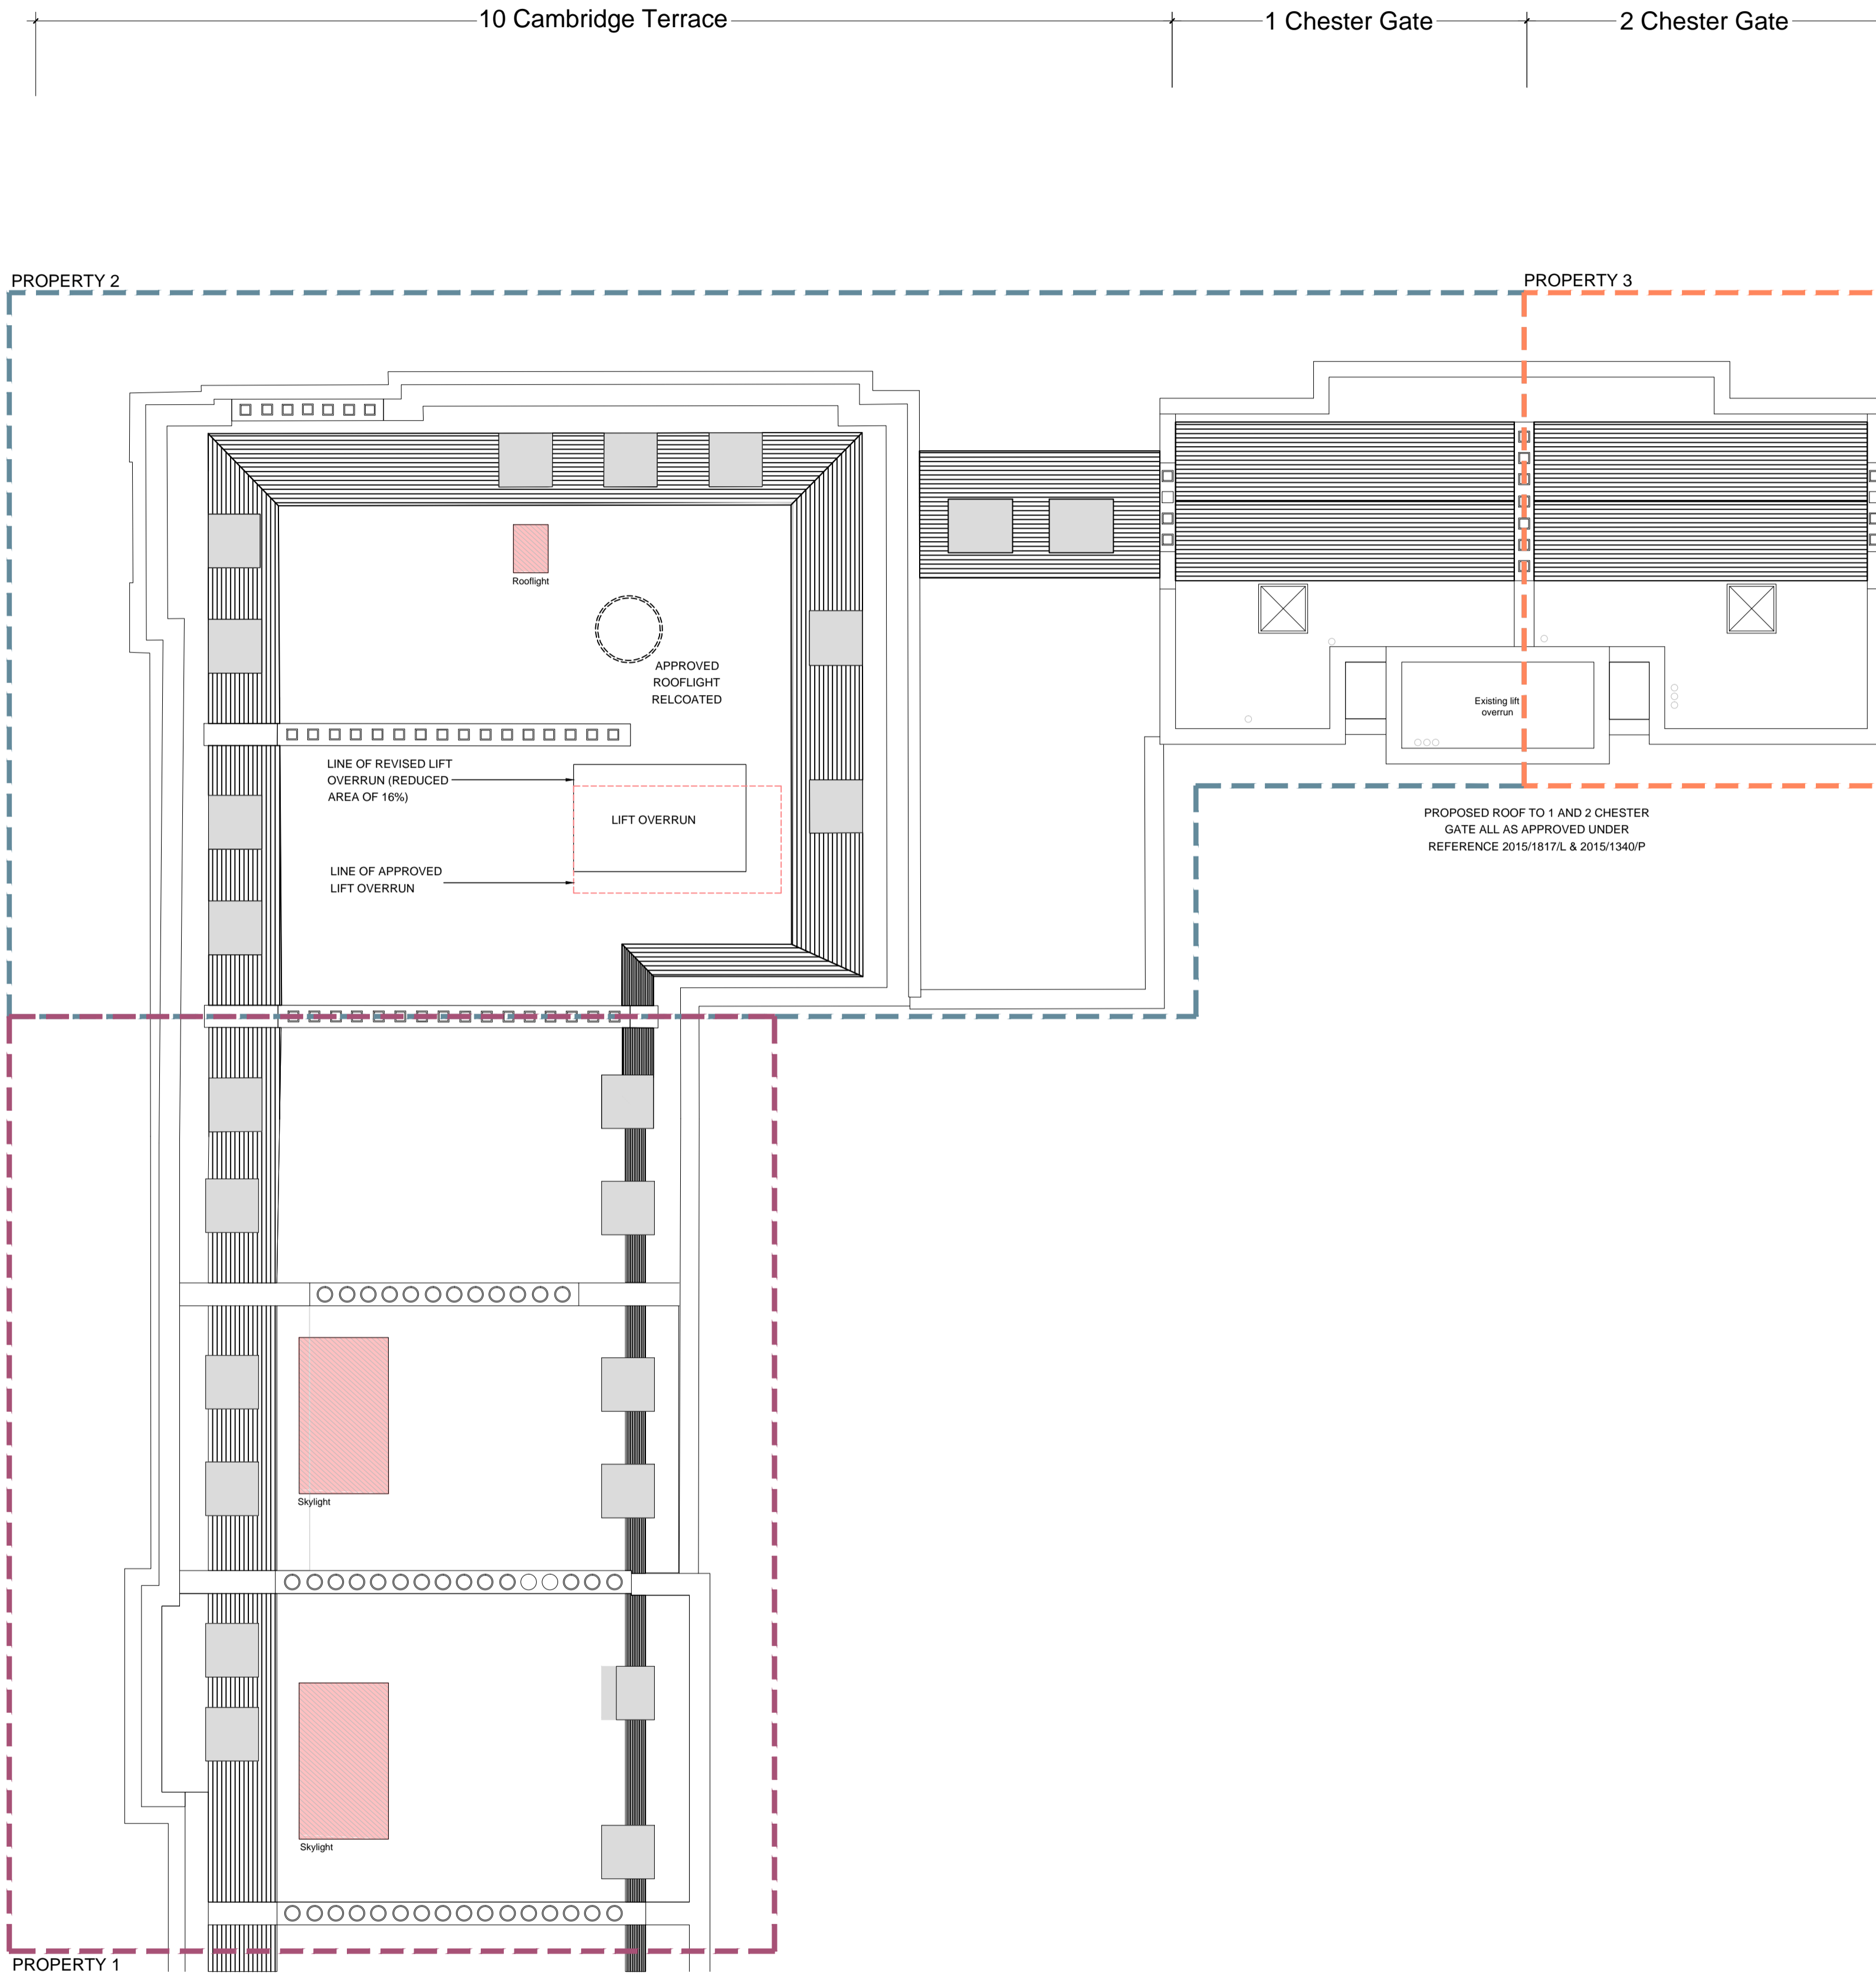 10 Cambridge Terrace
1 Chester Gate
2 Chester Gate
PROPERTY 2
PROPERTY 3
Rooflight
APPROVED
ROOFLIGHT
RELCOATED
Existing lift
overrun
LINE OF REVISED LIFT
OVERRUN (REDUCED
AREA OF 16%)
LIFT OVERRUN
LINE OF APPROVED
LIFT OVERRUN
PROPOSED ROOF TO 1 AND 2 CHESTER
GATE ALL AS APPROVED UNDER
REFERENCE 2015/1817/L & 2015/1340/P
Skylight
Skylight
PROPERTY 1